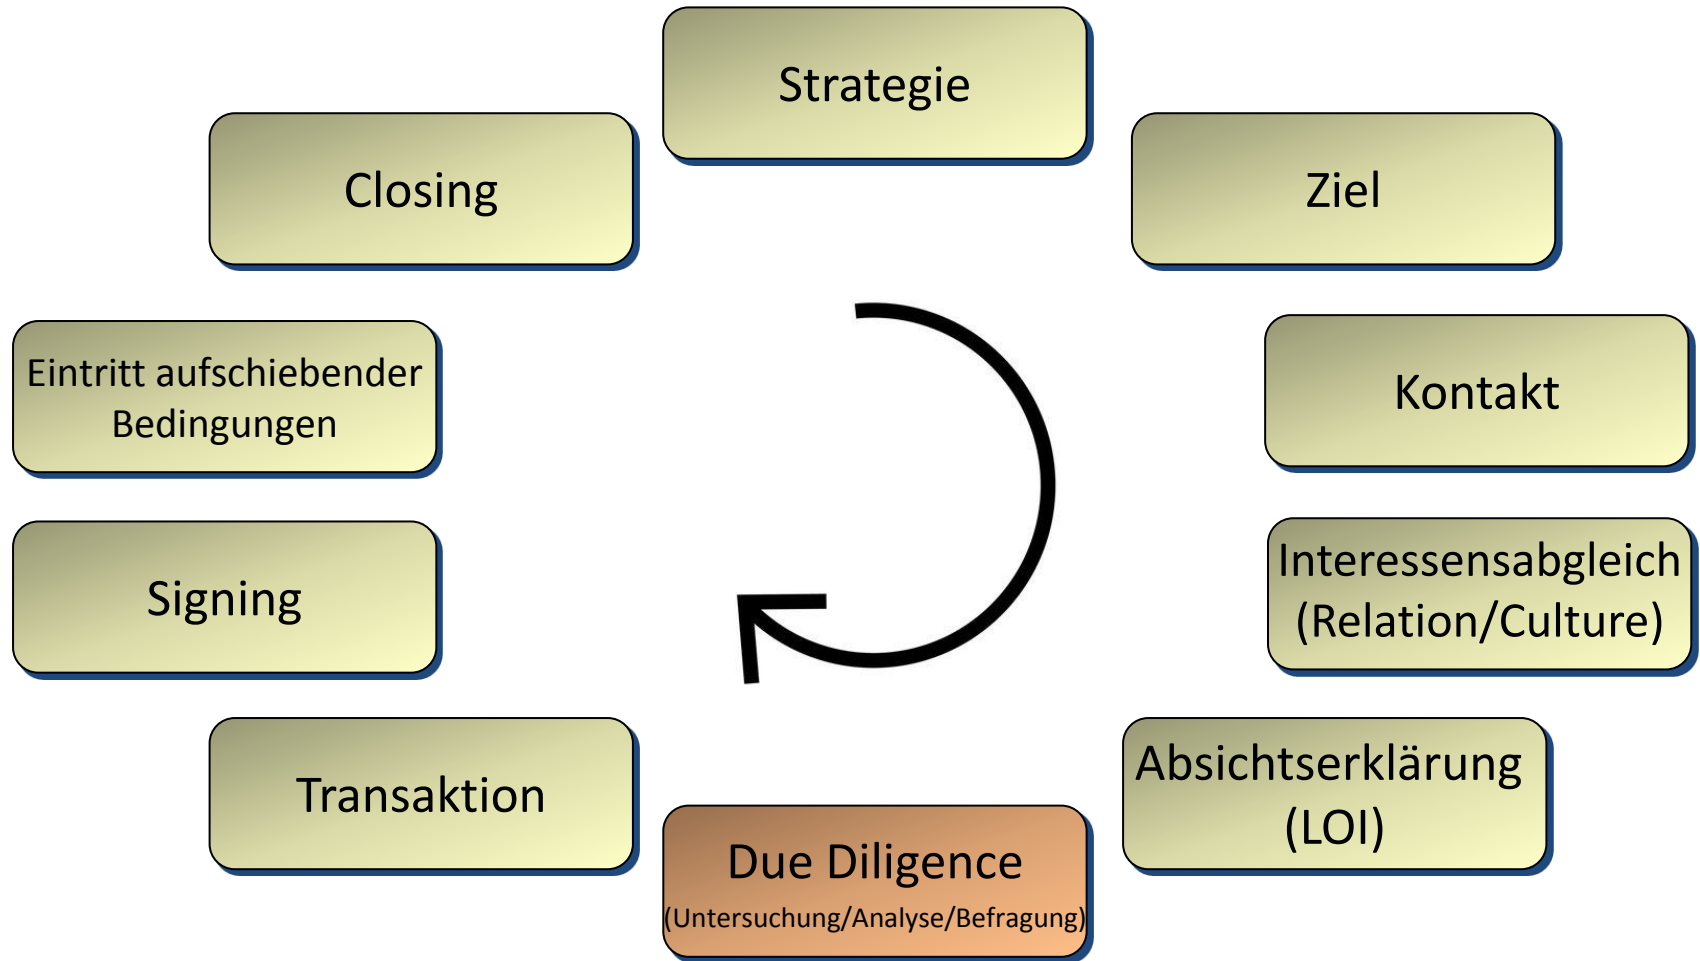 Strategie
Ziel
Kontakt
Interessensabgleich
(Relation/Culture)
Absichtserklärung
(LOI)
Due Diligence
(Untersuchung/Analyse/Befragung)
Transaktion
Signing
Eintritt aufschiebender
Bedingungen
Closing